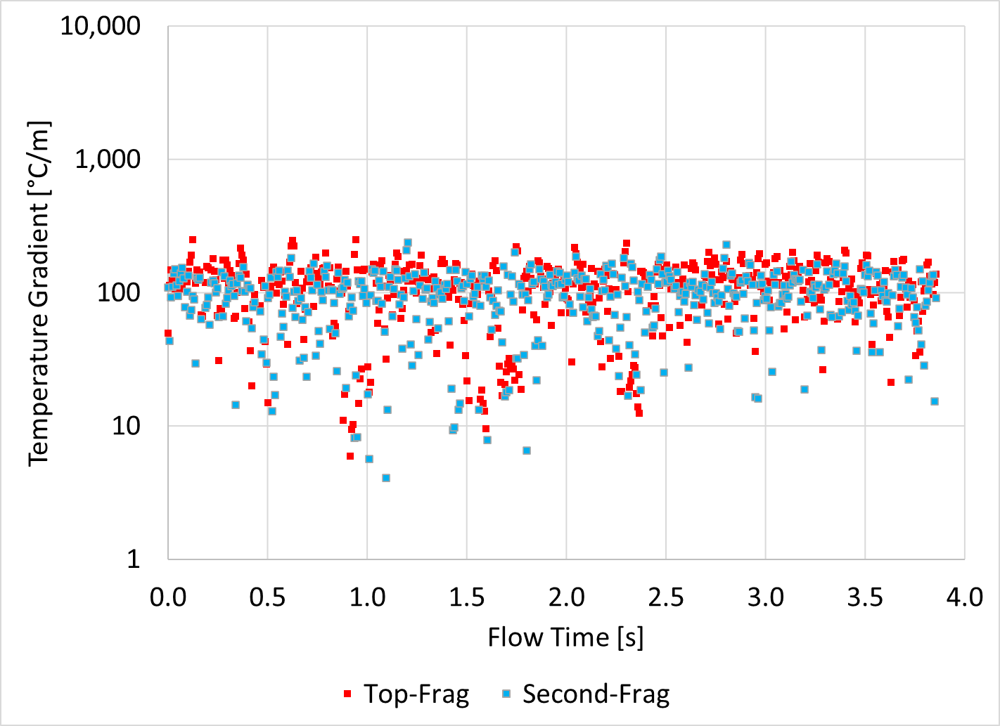 10,000
1,000
100
10
1
Temperature Gradient [°C/m]
0.0 0.5 1.0 1.5 2.0 2.5 3.0 3.5 4.0
Flow Time [s]
Top-Frag Second-Frag